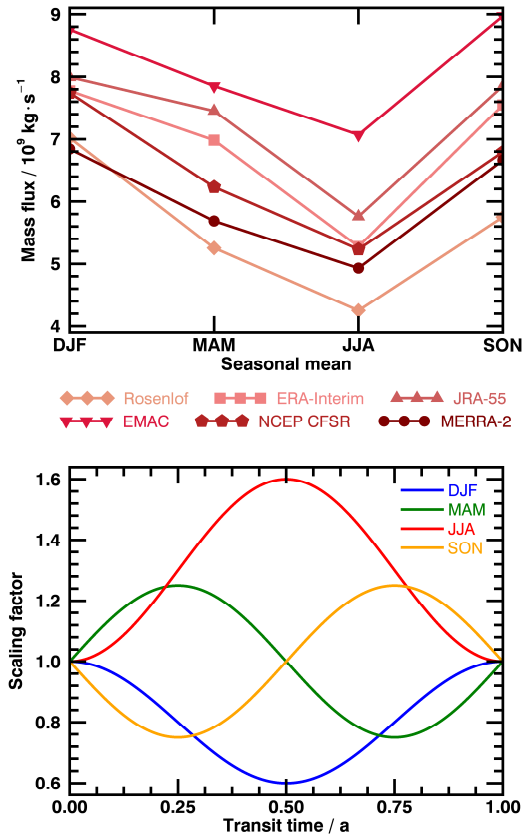 9
8
7
6
5
4
Mass flux / 10⁹ kg·s⁻¹
DJF MAM JJA SON
Seasonal mean
Rosenlof ERA-Interim JRA-55
EMAC NCEP CFSR MERRA-2
1.6
1.4
1.2
1.0
0.8
0.6
Scaling factor
DJF
MAM
JJA
SON
0.00 0.25 0.50 0.75 1.00
Transit time / a